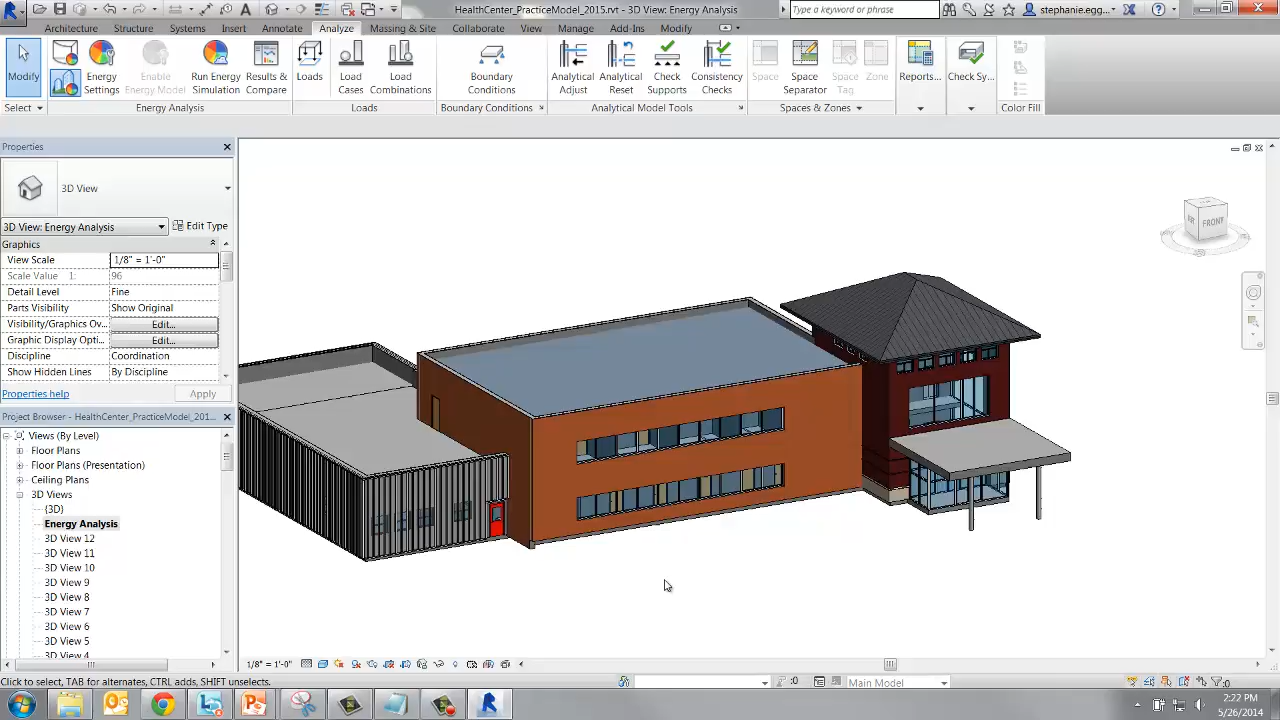 HealthCenter_PracticeModel_2015.rvt - 3D View: Energy Analysis
Type a keyword or phrase
stephanie.egg...
Architecture Structure Systems Insert Annotate Analyze Massing & Site Collaborate View Manage Add-Ins Modify
Modify
Energy Settings
Enable Energy Model
Run Energy Simulation
Results & Compare
Loads
Load Cases
Load Combinations
Boundary Conditions
Analytical Adjust
Analytical Reset
Check Supports
Consistency Checks
Space
Space Separator
Space Tag
Zone
Reports...
Check Sy...
Select Energy Analysis Loads Boundary Conditions Analytical Model Tools Spaces & Zones Color Fill
Properties
3D View
3D View: Energy Analysis Edit Type
Graphics
View Scale 1/8" = 1'-0"
Scale Value 1: 96
Detail Level Fine
Parts Visibility Show Original
Visibility/Graphics Ov... Edit...
Graphic Display Opti... Edit...
Discipline Coordination
Show Hidden Lines By Discipline
Properties help Apply
Project Browser - HealthCenter_PracticeModel_201...
Views (By Level)
Floor Plans
Floor Plans (Presentation)
Ceiling Plans
3D Views
{3D}
Energy Analysis
3D View 12
3D View 11
3D View 10
3D View 9
3D View 8
3D View 7
3D View 6
3D View 5
3D View 4
FRONT
1/8" = 1'-0"
Click to select, TAB for alternates, CTRL adds, SHIFT unselects.
:0
Main Model
:0
2:22 PM
5/26/2014